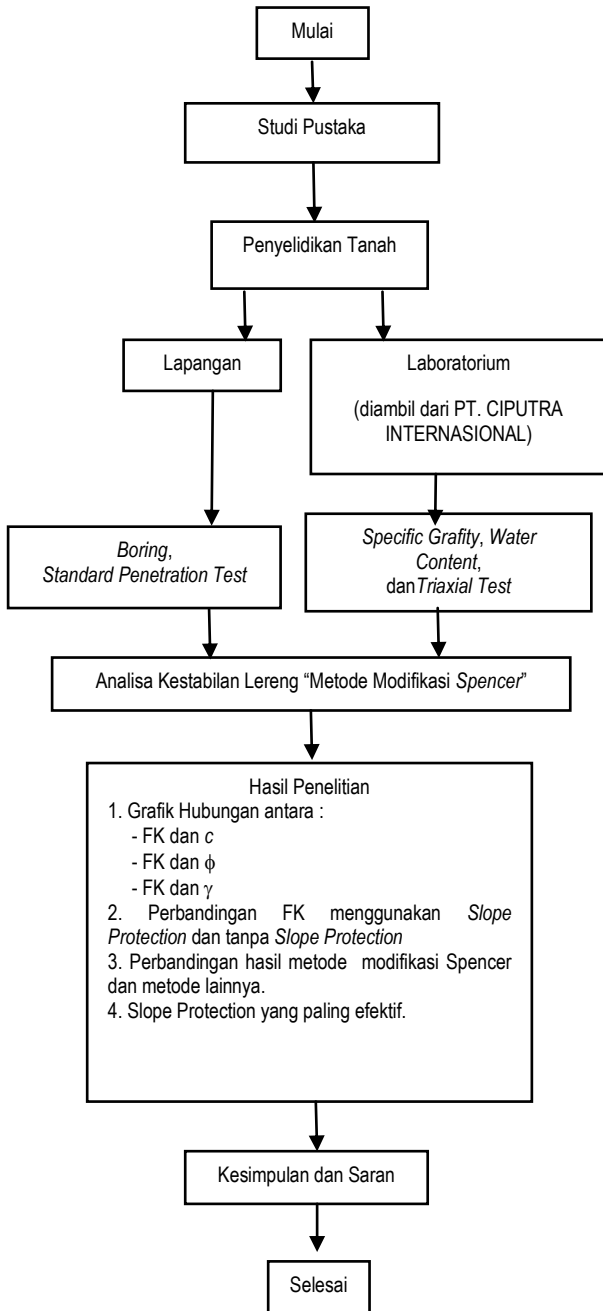 Mulai
Studi Pustaka
Penyelidikan Tanah
Lapangan
Laboratorium
(diambil dari PT. CIPUTRA
INTERNASIONAL)
Boring,
Standard Penetration Test
Specific Grafity, Water
Content,
danTriaxial Test
Analisa Kestabilan Lereng “Metode Modifikasi Spencer”
Hasil Penelitian
1. Grafik Hubungan antara :
- FK dan c
- FK dan ϕ
- FK dan γ
2. Perbandingan FK menggunakan Slope
Protection dan tanpa Slope Protection
3. Perbandingan hasil metode modifikasi Spencer
dan metode lainnya.
4. Slope Protection yang paling efektif.
Kesimpulan dan Saran
Selesai